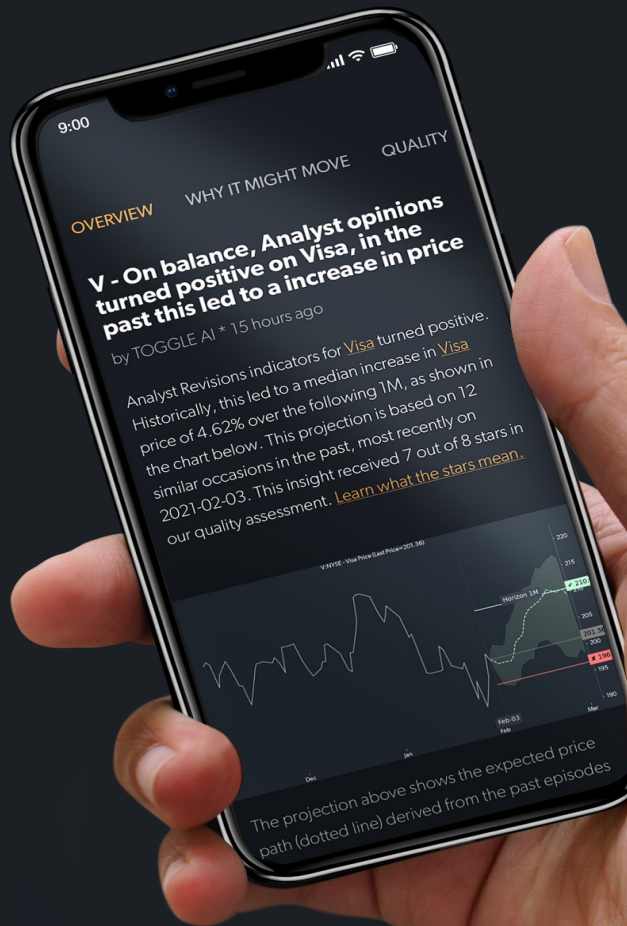 9:00
OVERVIEW WHY IT MIGHT MOVE QUALITY
V - On balance, Analyst opinions
turned positive on Visa, in the
past this led to a increase in price
by TOGGLE AI * 15 hours ago
Analyst Revisions indicators for Visa turned positive.
Historically, this led to a median increase in Visa
price of 4.62% over the following 1M, as shown in
the chart below. This projection is based on 12
similar occasions in the past, most recently on
2021-02-03. This insight received 7 out of 8 stars in
our quality assessment. Learn what the stars mean.
V:NYSE - Visa Price (Last Price=201.36)
220
215
Horizon 1M
✔ 210
205
201.36
200
✖ 196
195
190
Feb-03
Dec Jan Feb Mar
The projection above shows the expected price
path (dotted line) derived from the past episodes